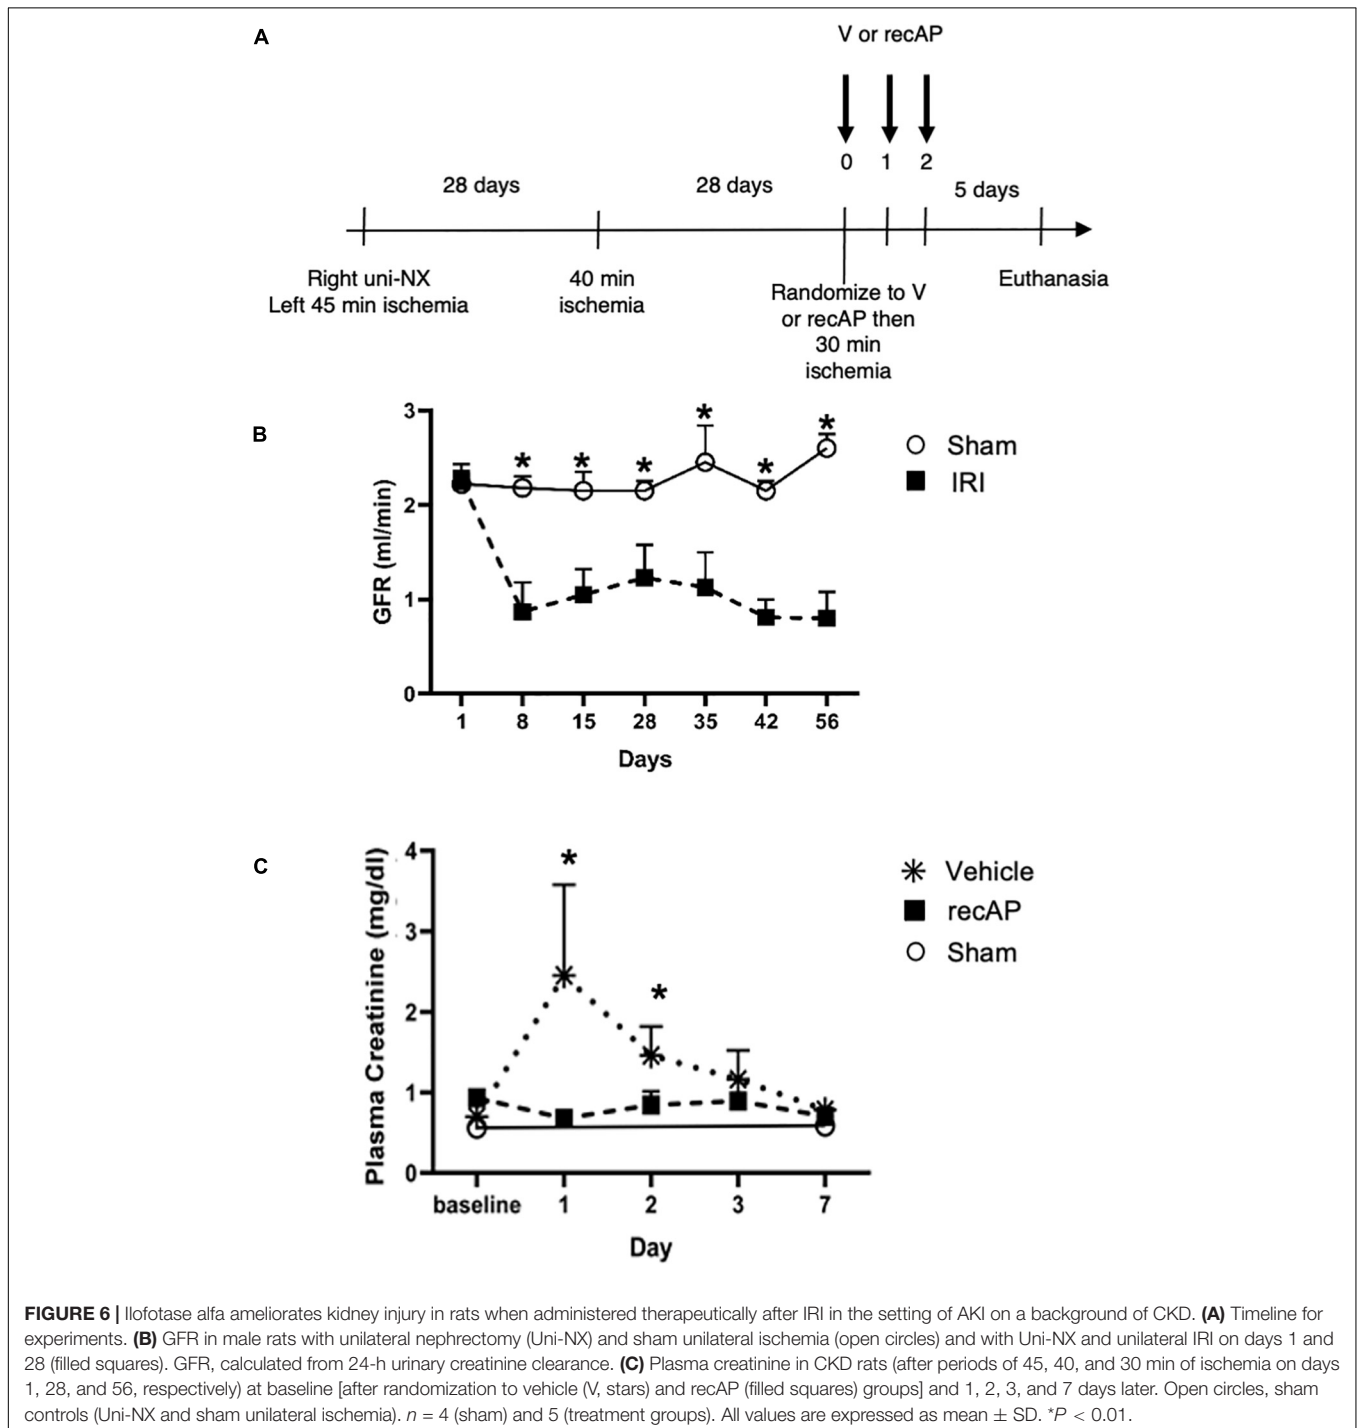 A
V or recAP
0 1 2
28 days 28 days 5 days
Right uni-NX
Left 45 min ischemia
40 min
ischemia
Randomize to V
or recAP then
30 min
ischemia
Euthanasia
B
GFR (ml/min)
3
2
1
0
* * * * * *
1 8 15 28 35 42 56
Days
Sham
IRI
C
Plasma Creatinine (mg/dl)
4
3
2
1
0
* *
baseline 1 2 3 7
Day
Vehicle
recAP
Sham
FIGURE 6 | Ilofotase alfa ameliorates kidney injury in rats when administered therapeutically after IRI in the setting of AKI on a background of CKD. (A) Timeline for
experiments. (B) GFR in male rats with unilateral nephrectomy (Uni-NX) and sham unilateral ischemia (open circles) and with Uni-NX and unilateral IRI on days 1 and
28 (filled squares). GFR, calculated from 24-h urinary creatinine clearance. (C) Plasma creatinine in CKD rats (after periods of 45, 40, and 30 min of ischemia on days
1, 28, and 56, respectively) at baseline [after randomization to vehicle (V, stars) and recAP (filled squares) groups] and 1, 2, 3, and 7 days later. Open circles, sham
controls (Uni-NX and sham unilateral ischemia). n = 4 (sham) and 5 (treatment groups). All values are expressed as mean ± SD. *P < 0.01.